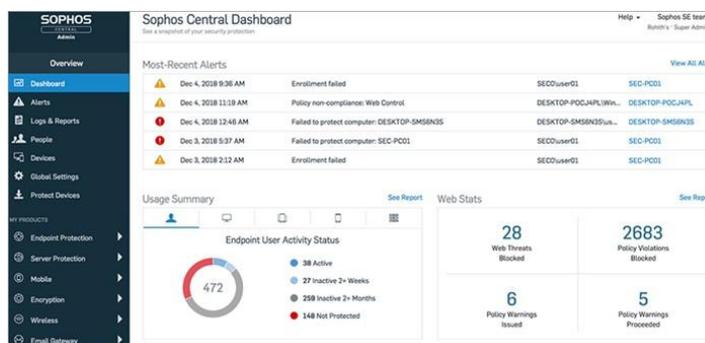 SOPHOS
CENTRAL
Admin
Sophos Central Dashboard
See a snapshot of your security protection
Help
Sophos SE team
Super Admin
Overview
Dashboard
Alerts
Logs & Reports
People
Devices
Global Settings
Protect Devices
MY PRODUCTS
Endpoint Protection
Server Protection
Mobile
Encryption
Wireless
Email Gateway
Most-Recent Alerts
View All Al
Dec 4, 2018 9:36 AM Enrollment failed SECO\user01 SEC-PC01
Dec 4, 2018 11:19 AM Policy non-compliance: Web Control DESKTOP-POCJ4PL\Win... DESKTOP-POCJ4PL
Dec 4, 2018 12:46 AM Failed to protect computer: DESKTOP-SMS6N3S DESKTOP-SMS6N3S\us... DESKTOP-SMS6N3S
Dec 3, 2018 5:37 AM Failed to protect computer: SEC-PC01 SECO\user01 SEC-PC01
Dec 3, 2018 2:12 AM Enrollment failed SECO\user01 SEC-PC01
Usage Summary
See Report
Endpoint User Activity Status
472
38 Active
27 Inactive 2+ Weeks
259 Inactive 2+ Months
148 Not Protected
Web Stats
See Rep
28
Web Threats
Blocked
2683
Policy Violations
Blocked
6
Policy Warnings
Issued
5
Policy Warnings
Proceeded